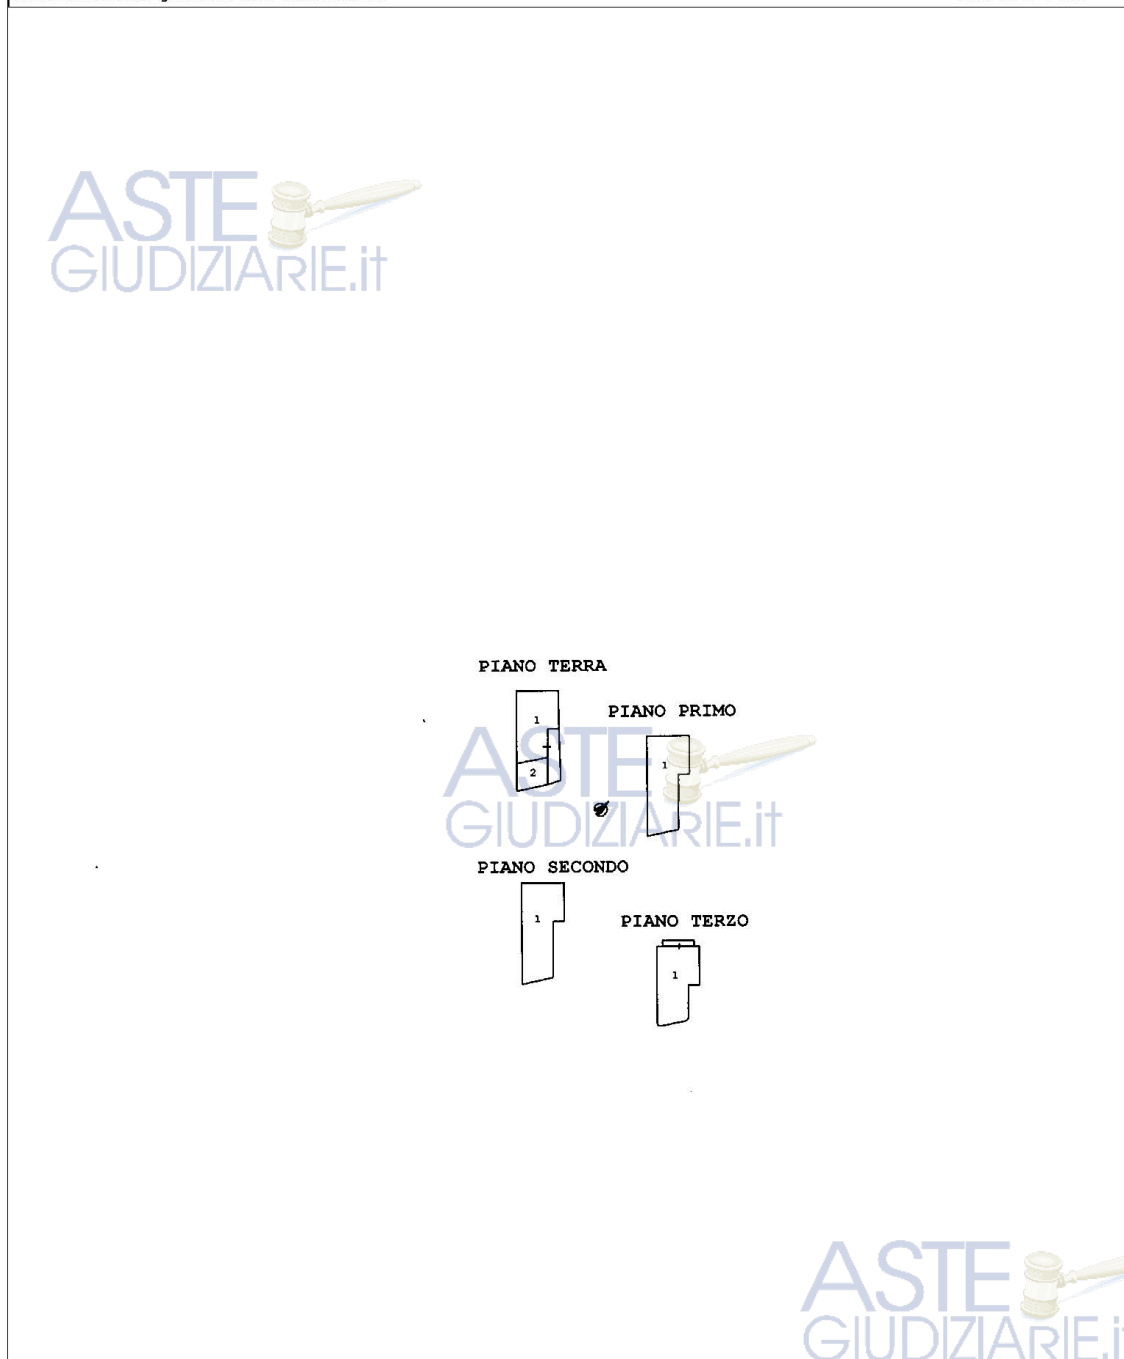 ASTE
GIUDIZIARIE.it
PIANO TERRA
1
2
PIANO PRIMO
1
ASTE
GIUDIZIARIE.it
PIANO SECONDO
1
PIANO TERZO
1
ASTE
GIUDIZIARIE.it